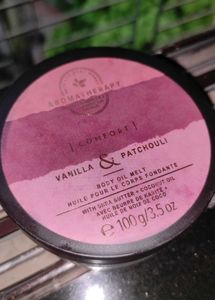 AROMATHERAPY
[ COMFORT ]
VANILLA & PATCHOULI
BODY OIL MELT
HUILE POUR LE CORPS FONDANTE
WITH SHEA BUTTER + COCONUT OIL
AVEC BEURRE DE KARITÉ +
HUILE DE NOIX DE COCO
e 100g/3.5 oz